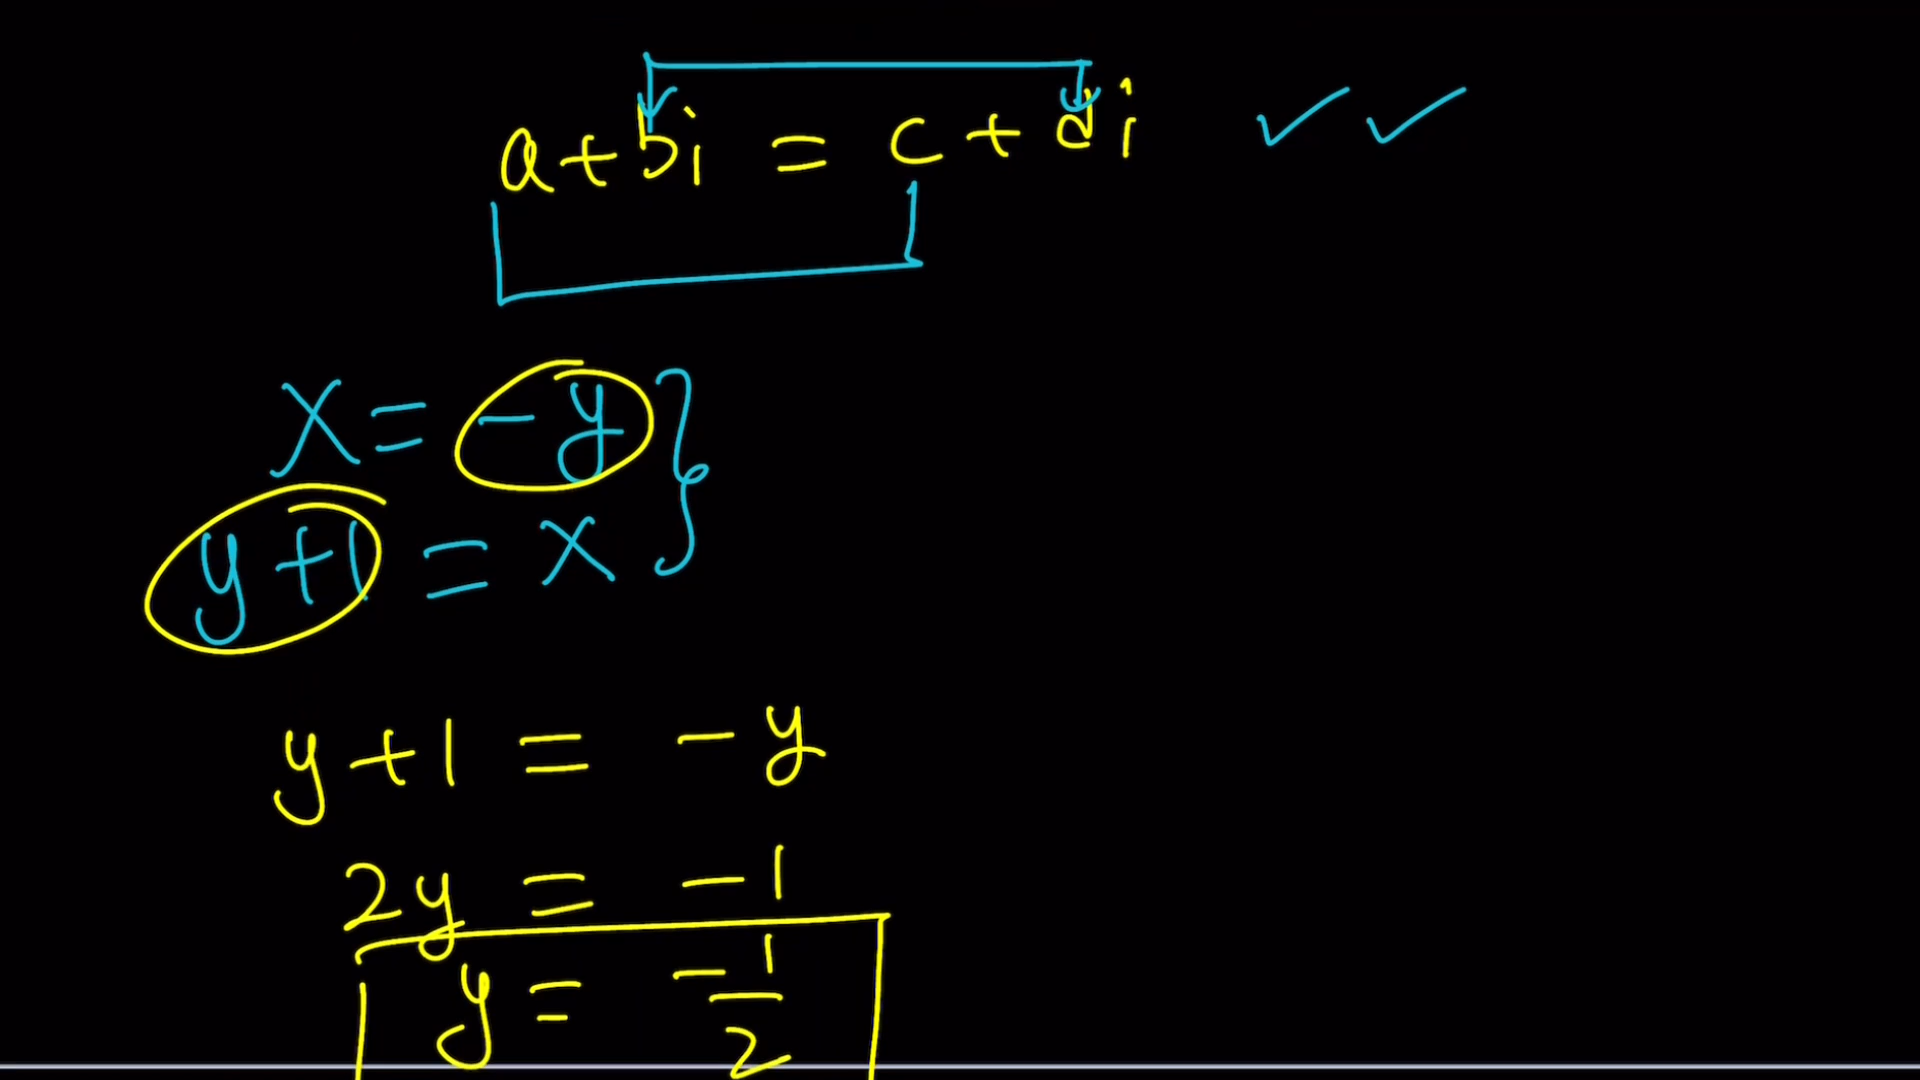 a+bi = c+di ✓✓
x = -y }
y+1 = x
y+1 = -y
2y = -1
y = -1/2